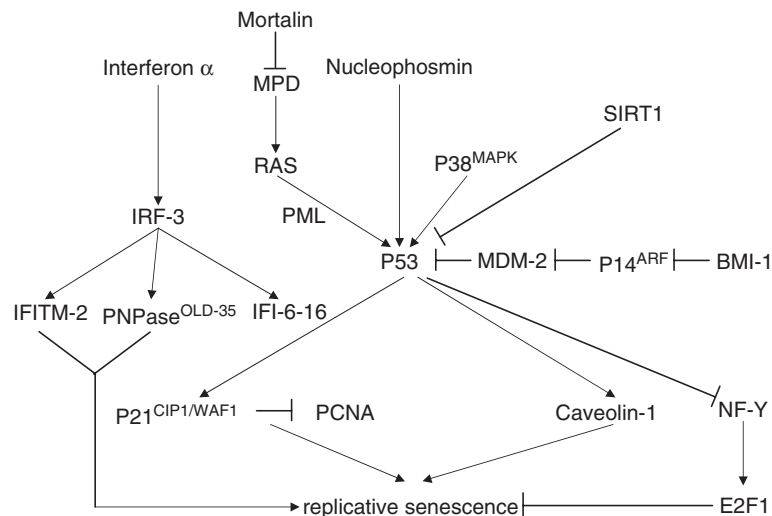 Mortalin
Interferon α
MPD
Nucleophosmin
SIRT1
RAS
P38MAPK
PML
IRF-3
P53
MDM-2
P14ARF
BMI-1
IFITM-2
PNPaseOLD-35
IFI-6-16
P21CIP1/WAF1
PCNA
Caveolin-1
NF-Y
replicative senescence
E2F1